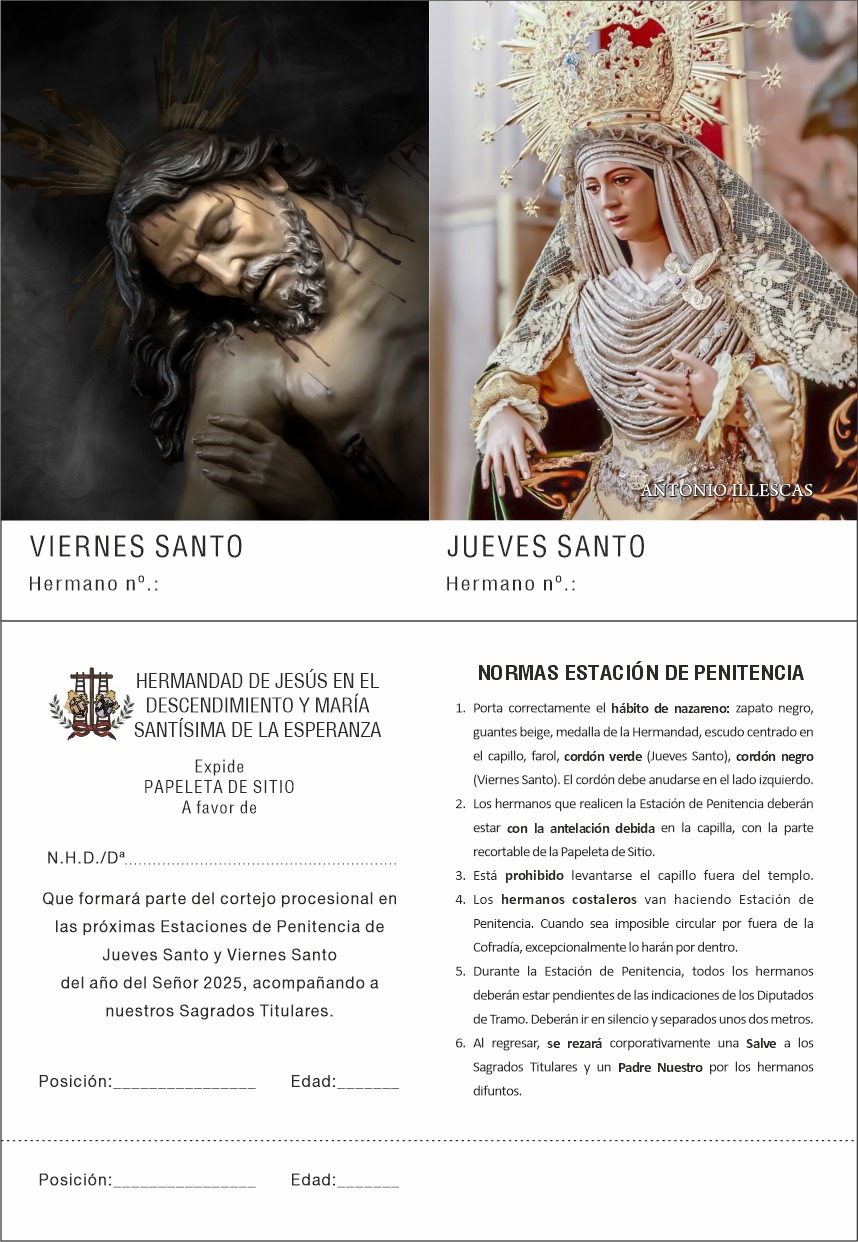 ANTONIO ILLESCAS
VIERNES SANTO
Hermano nº.:
JUEVES SANTO
Hermano nº.:
HERMANDAD DE JESÚS EN EL
DESCENDIMIENTO Y MARÍA
SANTÍSIMA DE LA ESPERANZA
Expide
PAPELETA DE SITIO
A favor de
N.H.D./Dª..........................................................
Que formará parte del cortejo procesional en
las próximas Estaciones de Penitencia de
Jueves Santo y Viernes Santo
del año del Señor 2025, acompañando a
nuestros Sagrados Titulares.
Posición:________________ Edad:_______
NORMAS ESTACIÓN DE PENITENCIA
1. Porta correctamente el hábito de nazareno: zapato negro,
guantes beige, medalla de la Hermandad, escudo centrado en
el capillo, farol, cordón verde (Jueves Santo), cordón negro
(Viernes Santo). El cordón debe anudarse en el lado izquierdo.
2. Los hermanos que realicen la Estación de Penitencia deberán
estar con la antelación debida en la capilla, con la parte
recortable de la Papeleta de Sitio.
3. Está prohibido levantarse el capillo fuera del templo.
4. Los hermanos costaleros van haciendo Estación de
Penitencia. Cuando sea imposible circular por fuera de la
Cofradía, excepcionalmente lo harán por dentro.
5. Durante la Estación de Penitencia, todos los hermanos
deberán estar pendientes de las indicaciones de los Diputados
de Tramo. Deberán ir en silencio y separados unos dos metros.
6. Al regresar, se rezará corporativamente una Salve a los
Sagrados Titulares y un Padre Nuestro por los hermanos
difuntos.
Posición:________________ Edad:_______